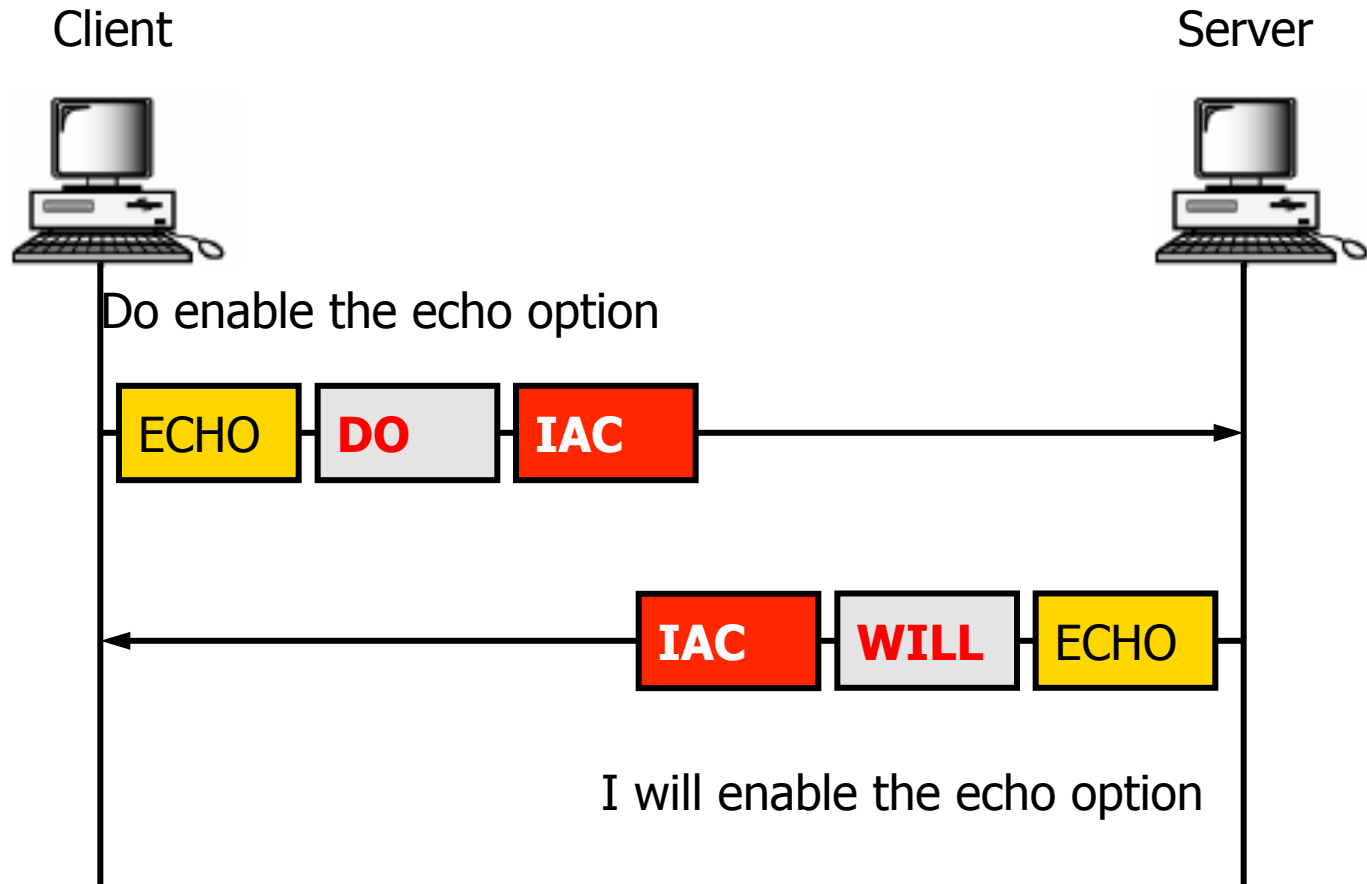 Client Server
Do enable the echo option
ECHO DO IAC
IAC WILL ECHO
I will enable the echo option